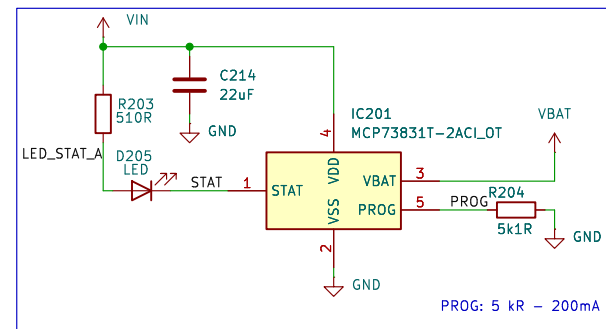 VIN
C214
22uF
GND
R203
510R
IC201
MCP73831T-2ACI_OT
VBAT
LED_STAT_A
D205
LED
STAT
1
STAT
4
VDD
VSS
2
VBAT
3
PROG
5
PROG
R204
5k1R
GND
GND
PROG: 5 kR - 200mA